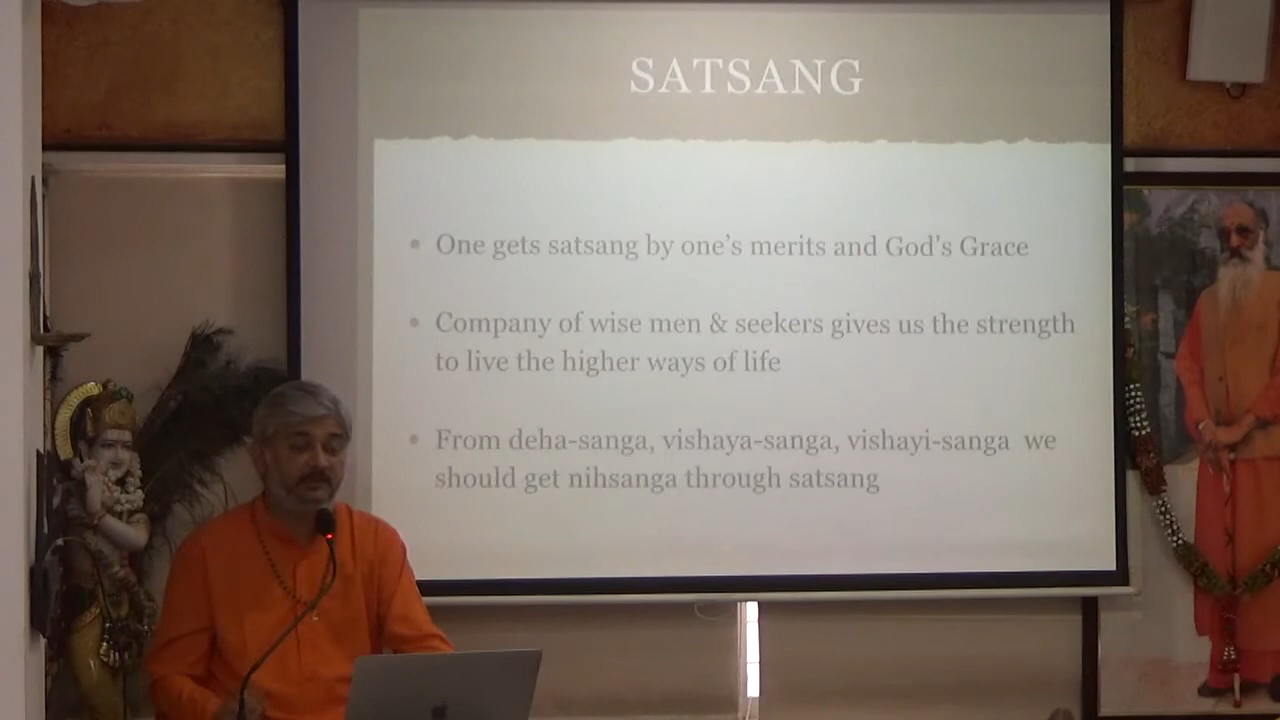 SATSANG
• One gets satsang by one's merits and God's Grace
• Company of wise men & seekers gives us the strength
to live the higher ways of life
• From deha-sanga, vishaya-sanga, vishayi-sanga we
should get nihsanga through satsang